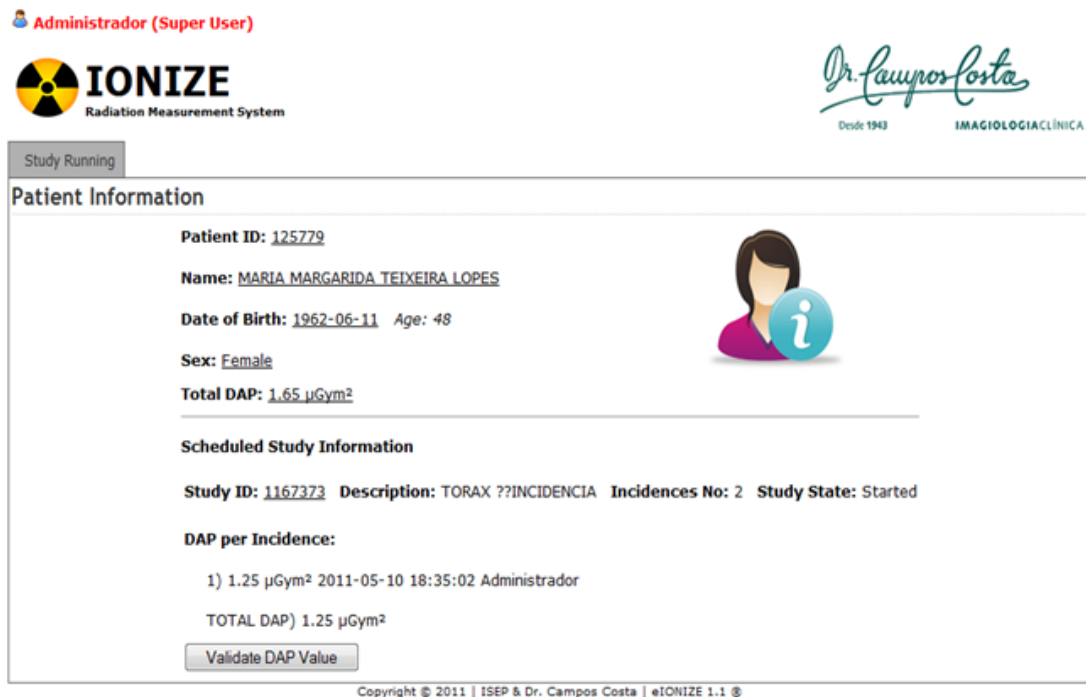 Administrador (Super User)
IONIZE
Radiation Measurement System
Dr. Campos Costa
Desde 1943 IMAGIOLOGIACLÍNICA
Study Running
Patient Information
Patient ID: 125779
Name: MARIA MARGARIDA TEIXEIRA LOPES
Date of Birth: 1962-06-11 Age: 48
Sex: Female
Total DAP: 1.65 µGym²
Scheduled Study Information
Study ID: 1167373 Description: TORAX ??INCIDENCIA Incidences No: 2 Study State: Started
DAP per Incidence:
1) 1.25 µGym² 2011-05-10 18:35:02 Administrador
TOTAL DAP) 1.25 µGym²
Validate DAP Value
Copyright © 2011 | ISEP & Dr. Campos Costa | eIONIZE 1.1 ®